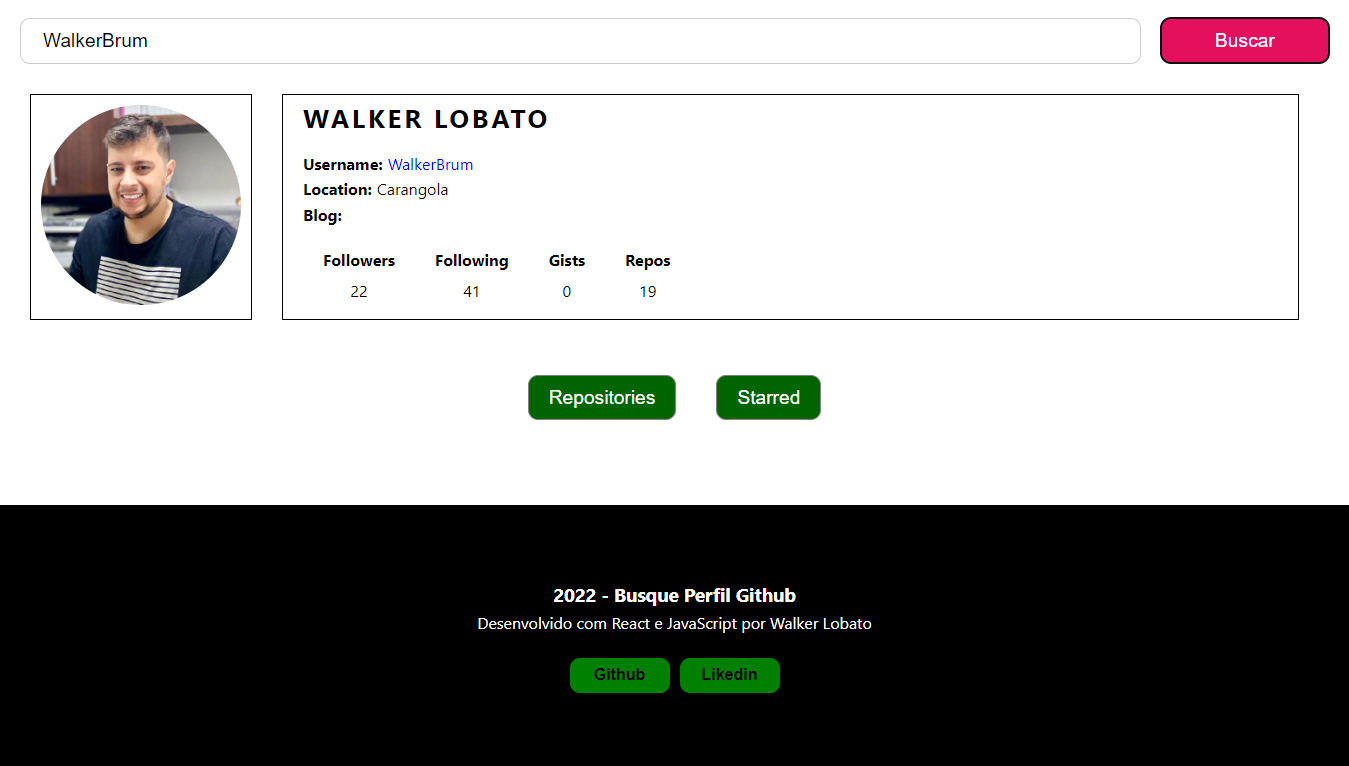 WalkerBrum
Buscar
WALKER LOBATO
Username: WalkerBrum
Location: Carangola
Blog:
Followers Following Gists Repos
22 41 0 19
Repositories Starred
2022 - Busque Perfil Github
Desenvolvido com React e JavaScript por Walker Lobato
Github Likedin